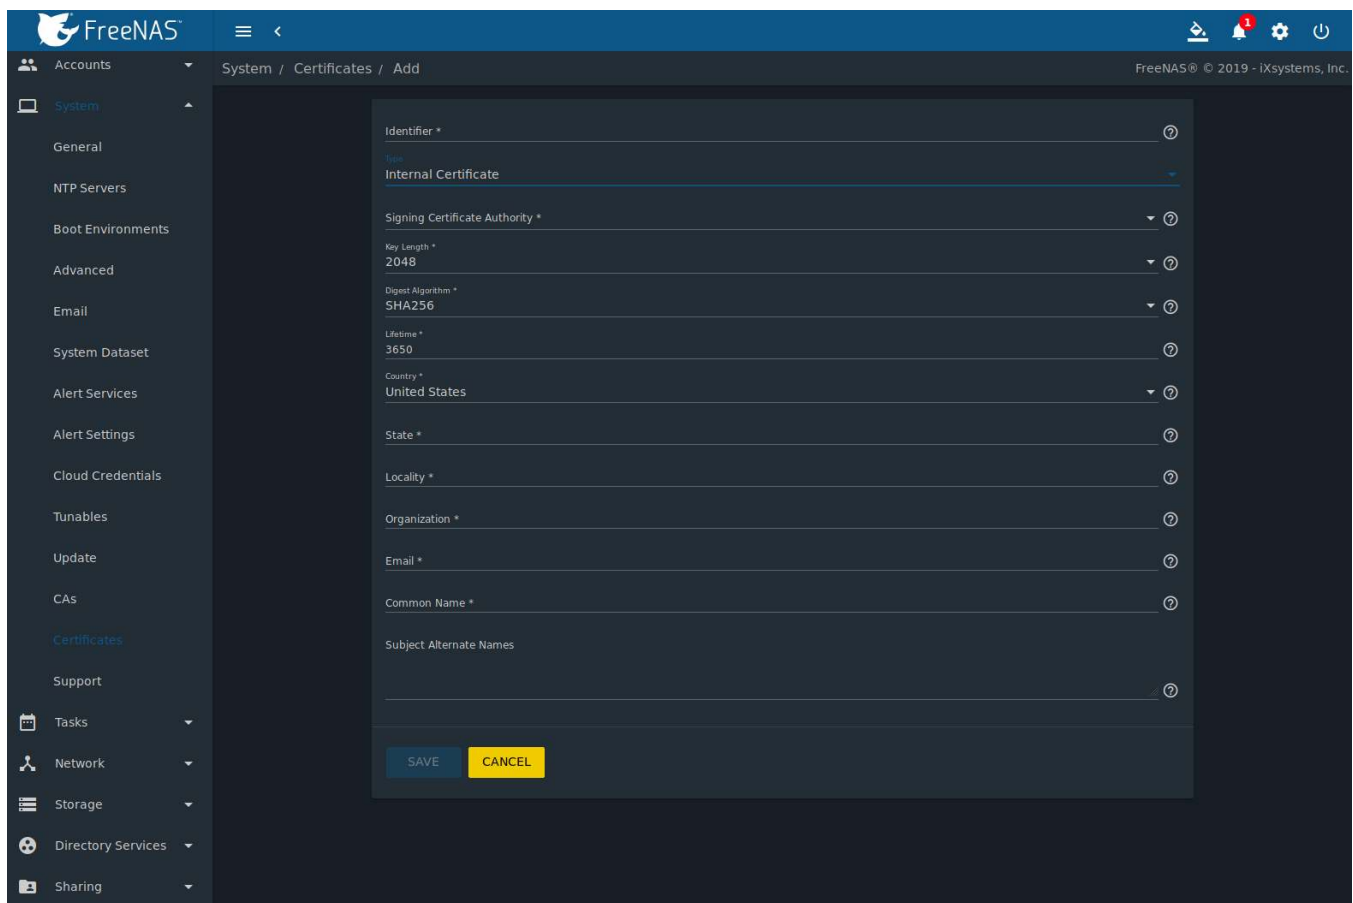 FreeNAS™
1
Accounts
System / Certificates / Add
FreeNAS® © 2019 - iXsystems, Inc.
System
General
NTP Servers
Boot Environments
Advanced
Email
System Dataset
Alert Services
Alert Settings
Cloud Credentials
Tunables
Update
CAs
Certificates
Support
Tasks
Network
Storage
Directory Services
Sharing
Identifier *
Type
Internal Certificate
Signing Certificate Authority *
Key Length *
2048
Digest Algorithm *
SHA256
Lifetime *
3650
Country *
United States
State *
Locality *
Organization *
Email *
Common Name *
Subject Alternate Names
SAVE
CANCEL